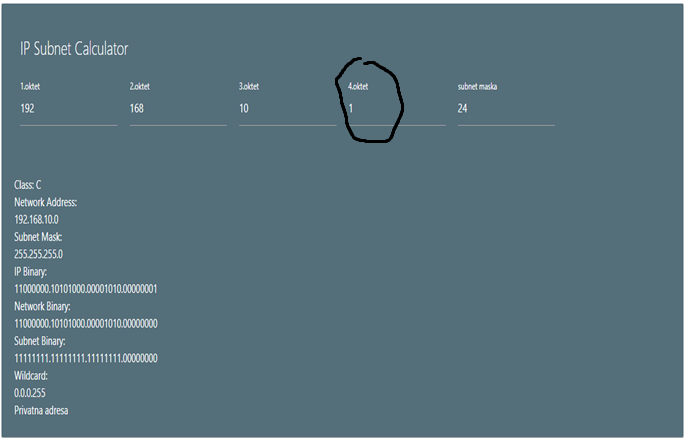 IP Subnet Calculator
1.oktet 2.oktet 3.oktet 4.oktet subnet maska
192 168 10 1 24
Class: C
Network Address:
192.168.10.0
Subnet Mask:
255.255.255.0
IP Binary:
11000000.10101000.00001010.00000001
Network Binary:
11000000.10101000.00001010.00000000
Subnet Binary:
11111111.11111111.11111111.00000000
Wildcard:
0.0.0.255
Privatna adresa